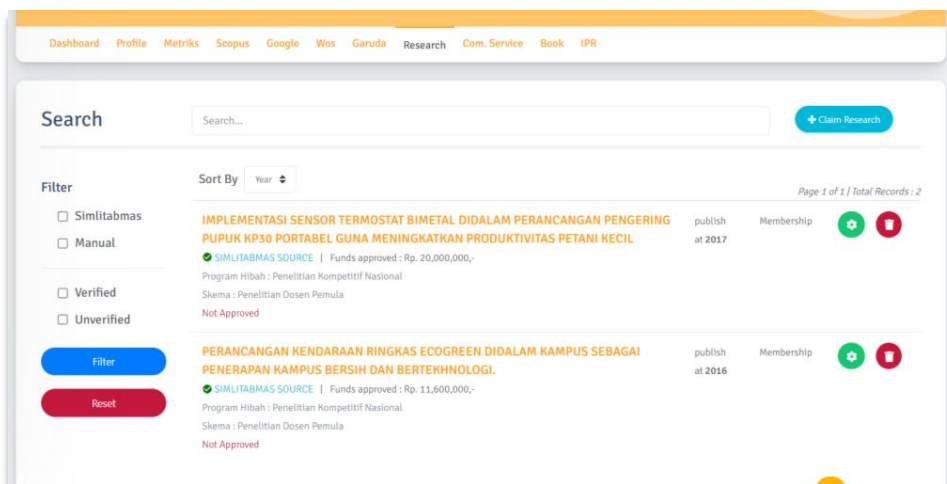 Dashboard Profile Metriks Scopus Google Wos Garuda Research Com. Service Book IPR
Search
Search...
Claim Research
Filter
Simlitabmas
Manual
Verified
Unverified
Filter
Reset
Sort By Year
Page 1 of 1 | Total Records : 2
IMPLEMENTASI SENSOR TERMOSTAT BIMETAL DIDALAM PERANCANGAN PENGERING
PUPUK KP30 PORTABEL GUNA MENINGKATKAN PRODUKTIVITAS PETANI KECIL
SIMLITABMAS SOURCE | Funds approved : Rp. 20,000,000,-
Program Hibah : Penelitian Kompetitif Nasional
Skema : Penelitian Dosen Pemula
Not Approved
publish
at 2017
Membership
PERANCANGAN KENDARAAN RINGKAS ECOGREEN DIDALAM KAMPUS SEBAGAI
PENERAPAN KAMPUS BERSIH DAN BERTEKHNOLOGI.
SIMLITABMAS SOURCE | Funds approved : Rp. 11,600,000,-
Program Hibah : Penelitian Kompetitif Nasional
Skema : Penelitian Dosen Pemula
Not Approved
publish
at 2016
Membership